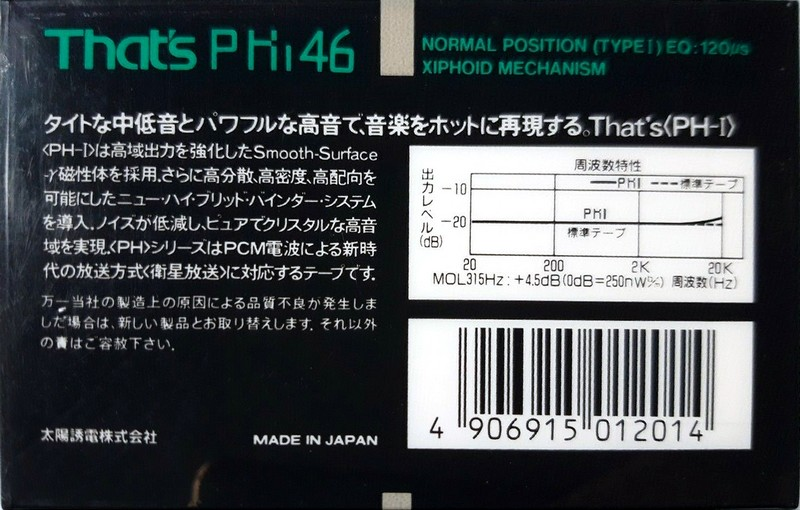 That's PHI 46
NORMAL POSITION (TYPE I) EQ: 120μs
XIPHOID MECHANISM
タイトな中低音とパワフルな高音で、音楽をホットに再現する。That's〈PH-I〉
〈PH-I〉は高域出力を強化したSmooth-Surface
-γ磁性体を採用。さらに高分散、高密度、高配向を
可能にしたニュー・ハイ・ブリッド・バインダー・システム
を導入。ノイズが低減し、ピュアでクリスタルな高音
域を実現。〈PH〉シリーズはPCM電波による新時
代の放送方式〈衛星放送〉に対応するテープです。
万一当社の製造上の原因による品質不良が発生しま
した場合は、新しい製品とお取り替えします。それ以外
の責はご容赦下さい。
太陽誘電株式会社
MADE IN JAPAN
周波数特性
PHI 標準テープ
出力レベル(dB)
-10
-20
PHI
標準テープ
20 200 2K 20K
MOL315Hz: +4.5dB(0dB=250nWb/m) 周波数(Hz)
4 906915 012014